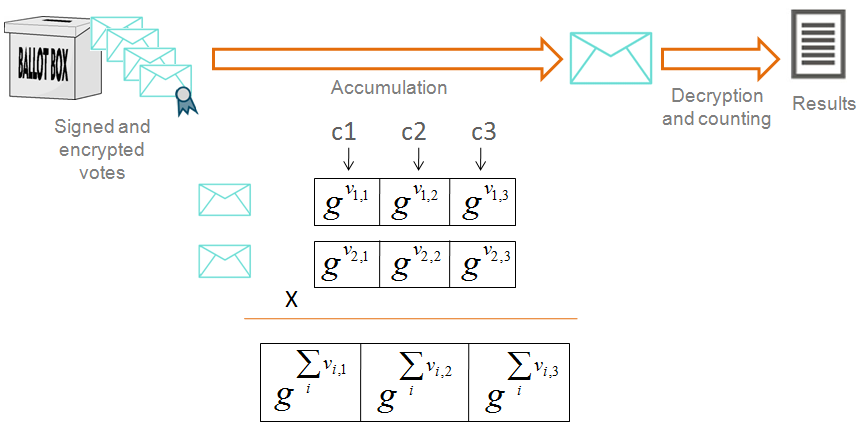 BALLOT BOX
Signed and
encrypted
votes
Accumulation
Decryption
and counting
Results
c1 c2 c3
g^{v_{1,1}} g^{v_{1,2}} g^{v_{1,3}}
g^{v_{2,1}} g^{v_{2,2}} g^{v_{2,3}}
X
g^{\sum_i v_{i,1}} g^{\sum_i v_{i,2}} g^{\sum_i v_{i,3}}